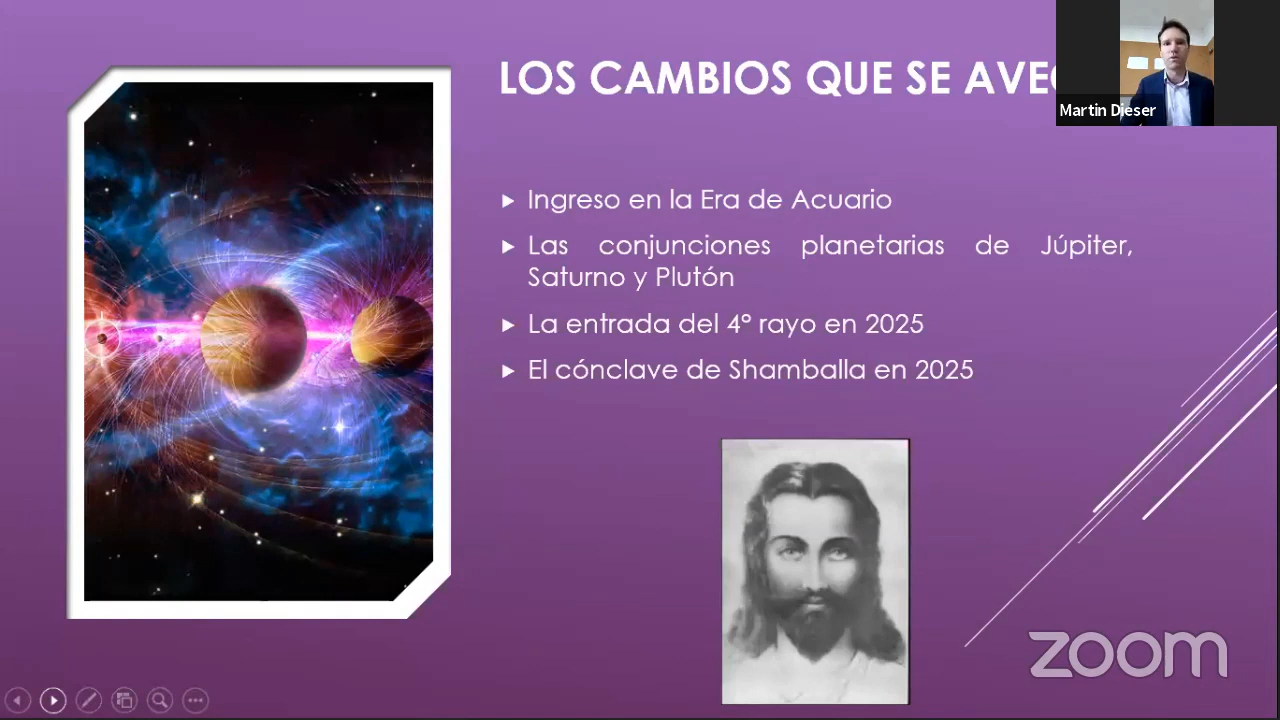 LOS CAMBIOS QUE SE AVE
Martin Dieser
Ingreso en la Era de Acuario
Las conjunciones planetarias de Júpiter,
Saturno y Plutón
La entrada del 4° rayo en 2025
El cónclave de Shamballa en 2025
zoom